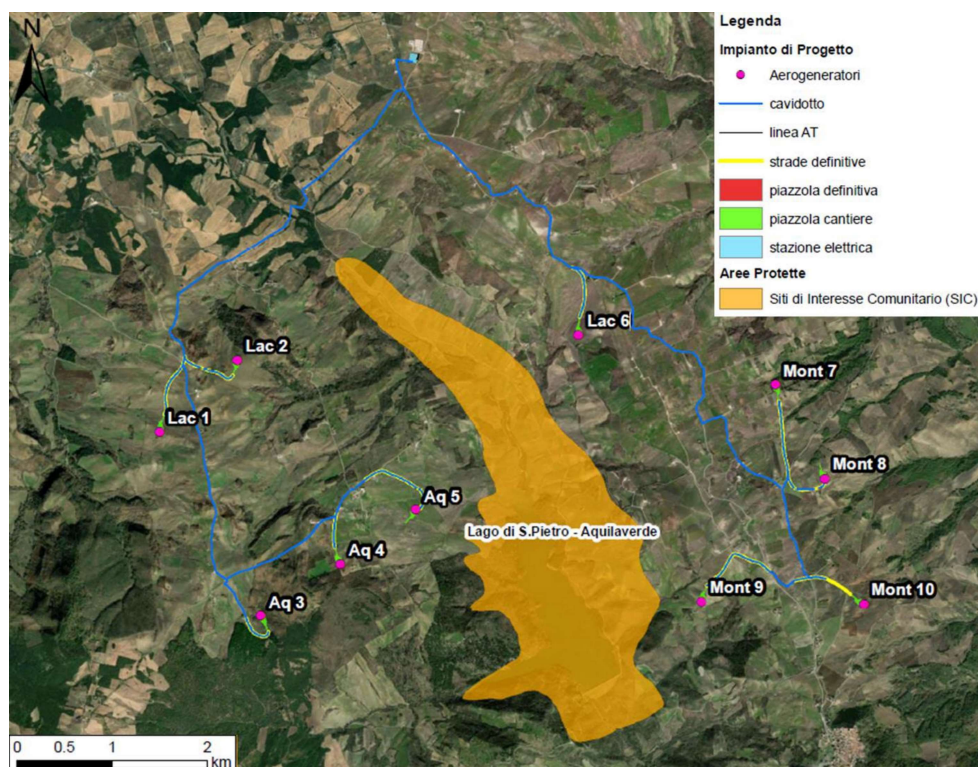 N
Legenda
Impianto di Progetto
Aerogeneratori
cavidotto
linea AT
strade definitive
piazzola definitiva
piazzola cantiere
stazione elettrica
Aree Protette
Siti di Interesse Comunitario (SIC)
Lac 6
Lac 2
Mont 7
Lac 1
Mont 8
Aq 5
Lago di S.Pietro - Aquilaverde
Aq 4
Mont 9
Mont 10
Aq 3
0 0.5 1 2
km